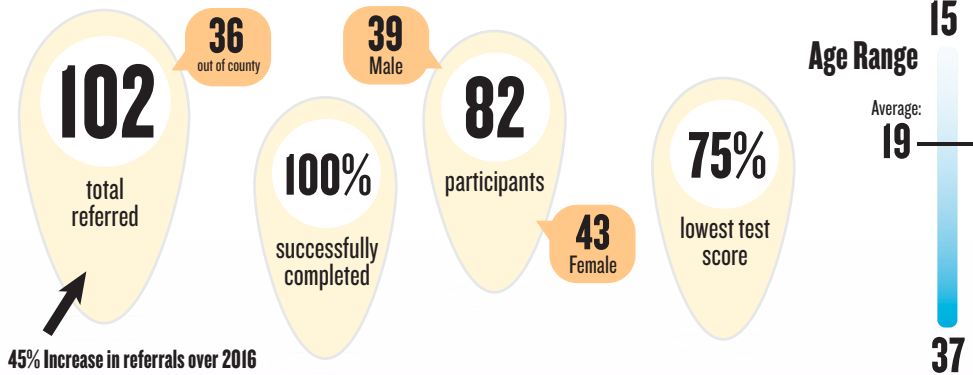 102
total
referred
36
out of county
45% Increase in referrals over 2016
100%
successfully
completed
39
Male
82
participants
43
Female
75%
lowest test
score
Age Range
15
Average:
19
37